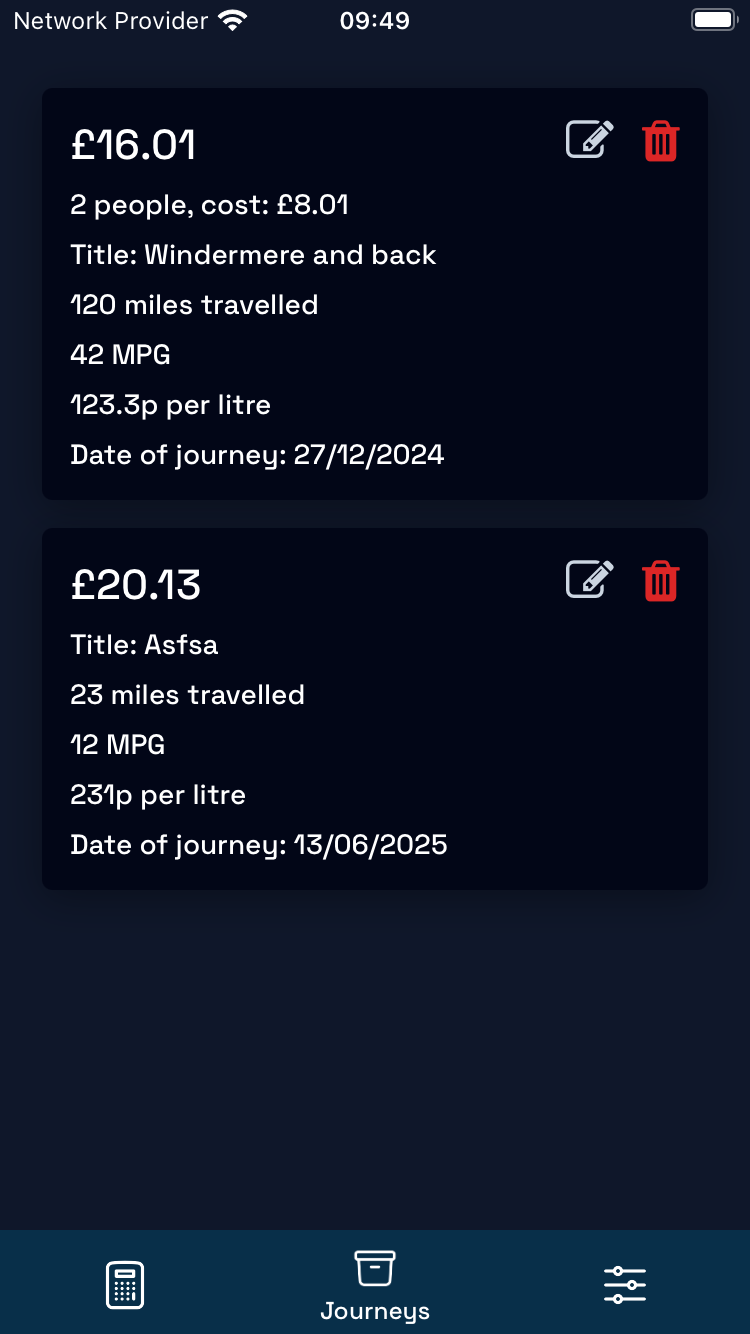 Network Provider 09:49
£16.01
2 people, cost: £8.01
Title: Windermere and back
120 miles travelled
42 MPG
123.3p per litre
Date of journey: 27/12/2024
£20.13
Title: Asfsa
23 miles travelled
12 MPG
231p per litre
Date of journey: 13/06/2025
Journeys